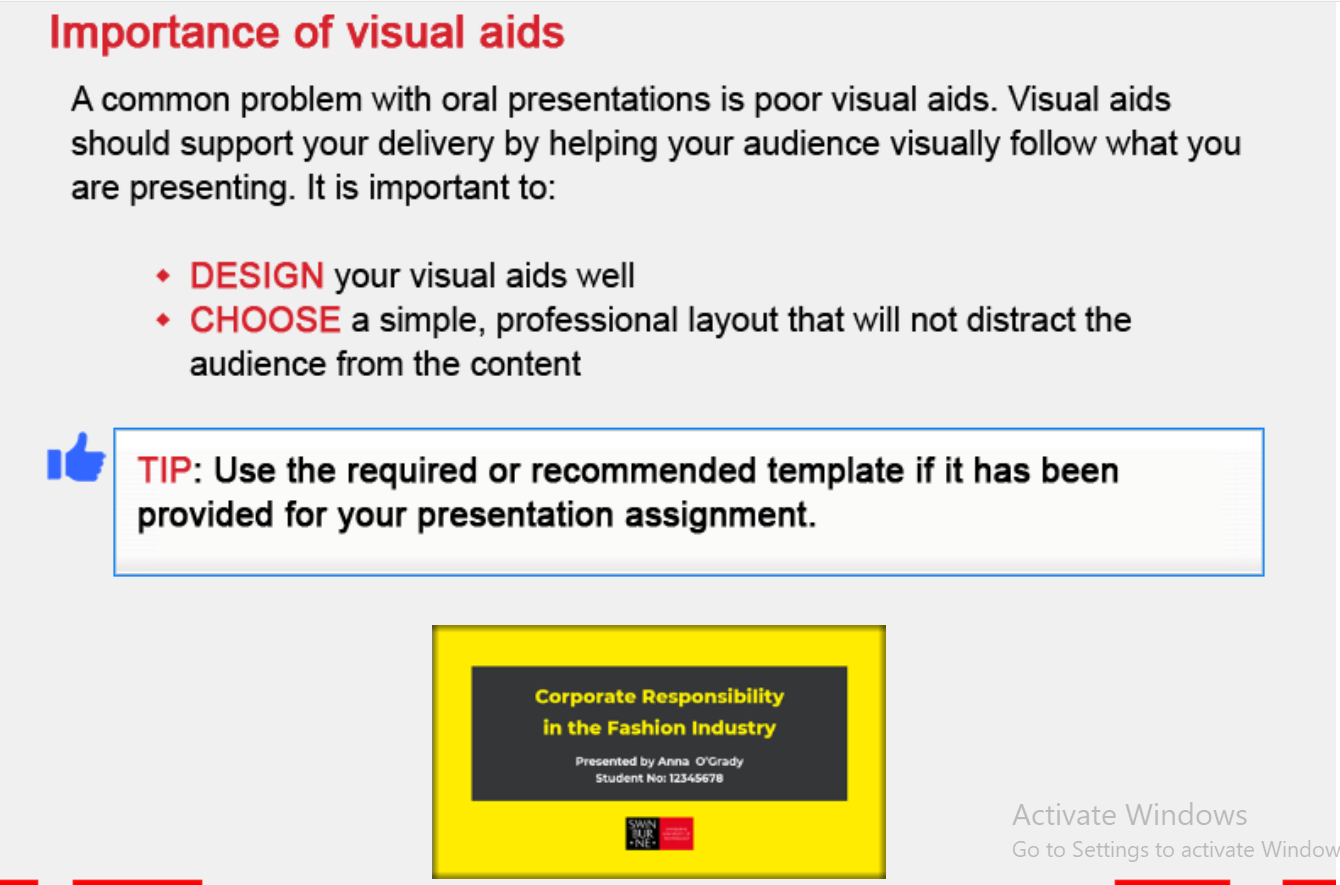 Importance of visual aids
A common problem with oral presentations is poor visual aids. Visual aids
should support your delivery by helping your audience visually follow what you
are presenting. It is important to:
DESIGN your visual aids well
CHOOSE a simple, professional layout that will not distract the
audience from the content
TIP: Use the required or recommended template if it has been
provided for your presentation assignment.
Corporate Responsibility
in the Fashion Industry
Presented by Anna O'Grady
Student No: 12345678
SWIN
BUR
NE
Activate Windows
Go to Settings to activate Window